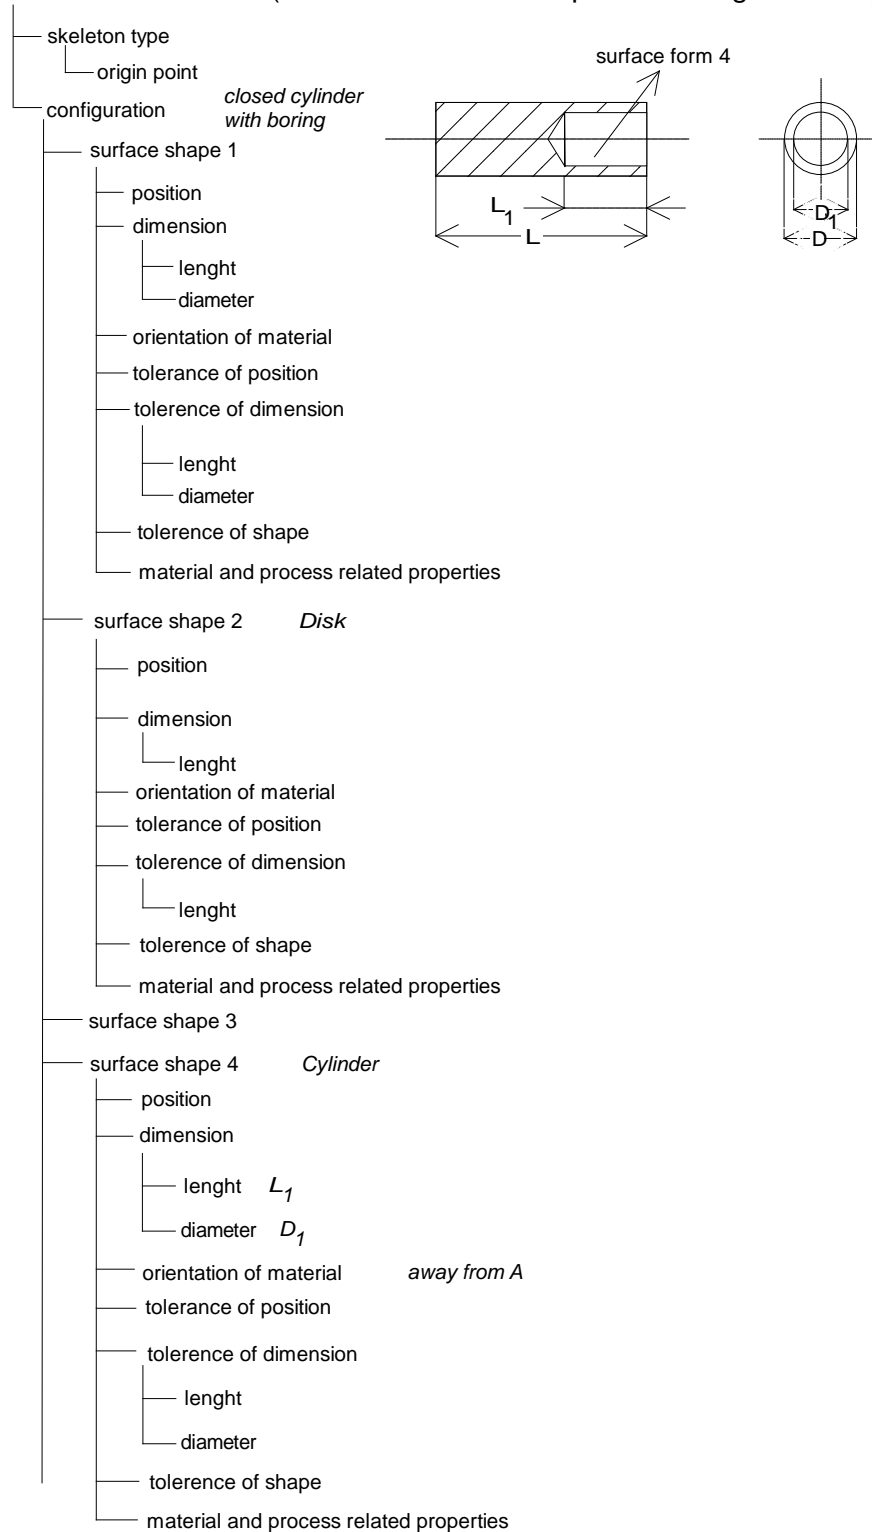 skeleton type
origin point
configuration
closed cylinder
with boring
surface form 4
L1
L
D1
D
surface shape 1
position
dimension
lenght
diameter
orientation of material
tolerance of position
tolerence of dimension
lenght
diameter
tolerence of shape
material and process related properties
surface shape 2 Disk
position
dimension
lenght
orientation of material
tolerance of position
tolerence of dimension
lenght
tolerence of shape
material and process related properties
surface shape 3
surface shape 4 Cylinder
position
dimension
lenght L1
diameter D1
orientation of material away from A
tolerance of position
tolerence of dimension
lenght
diameter
tolerence of shape
material and process related properties